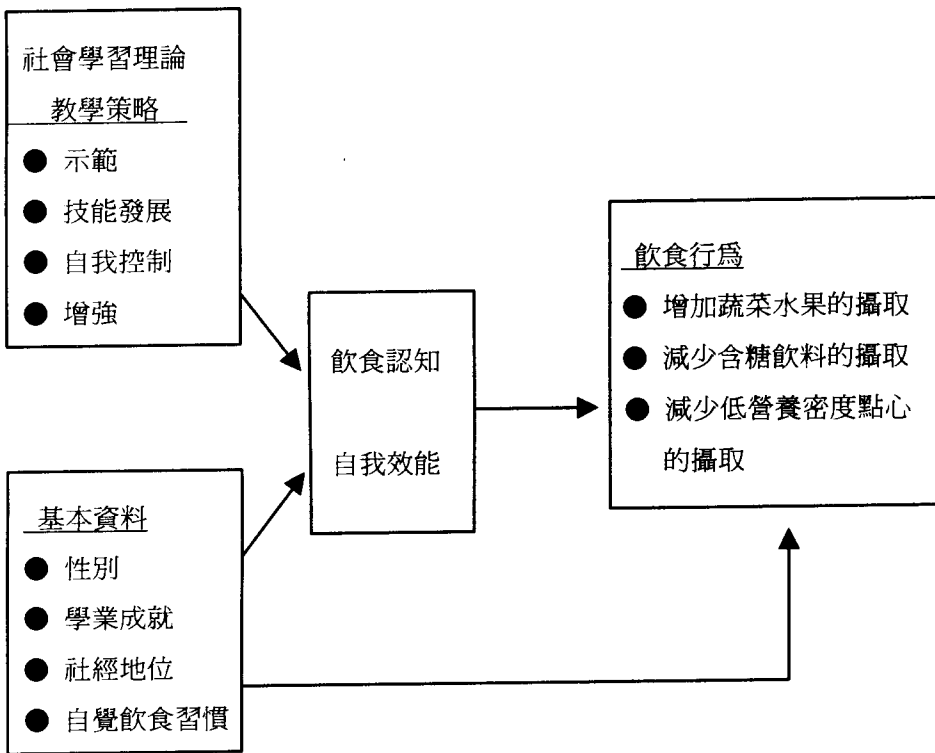 社會學習理論
教學策略
● 示範
● 技能發展
● 自我控制
● 增強
基本資料
● 性別
● 學業成就
● 社經地位
● 自覺飲食習慣
飲食認知
自我效能
飲食行爲
● 增加蔬菜水果的攝取
● 減少含糖飲料的攝取
● 減少低營養密度點心
的攝取